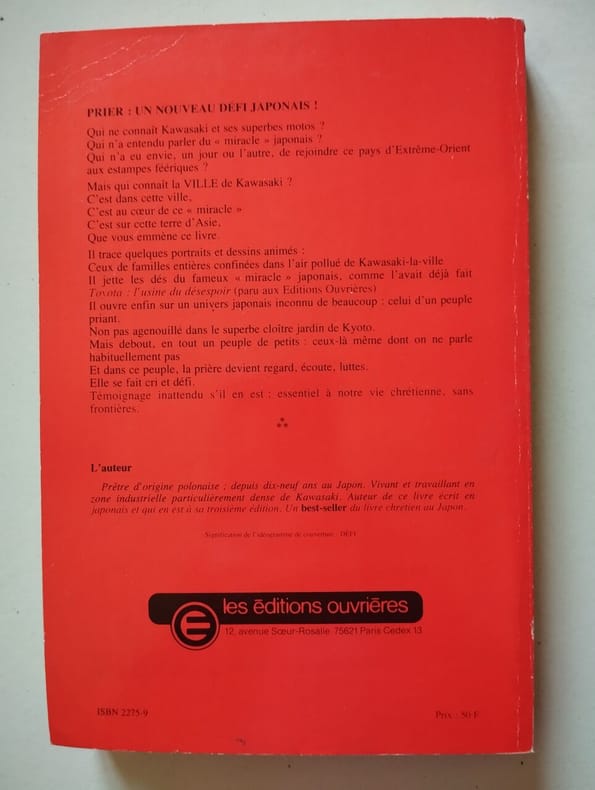 PRIER : UN NOUVEAU DÉFI JAPONAIS !
Qui ne connaît Kawasaki et ses superbes motos ?
Qui n'a entendu parler du « miracle » japonais ?
Qui n'a eu envie, un jour ou l'autre, de rejoindre ce pays d'Extrême-Orient
aux estampes féériques ?
Mais qui connaît la VILLE de Kawasaki ?
C'est dans cette ville,
C'est au cœur de ce « miracle »
C'est sur cette terre d'Asie,
Que vous emmène ce livre.
Il trace quelques portraits et dessins animés :
Ceux de familles entières confinées dans l'air pollué de Kawasaki-la-ville
Il jette les dés du fameux « miracle » japonais, comme l'avait déjà fait
Toyota : l'usine du désespoir (paru aux Editions Ouvrières)
Il ouvre enfin sur un univers japonais inconnu de beaucoup : celui d'un peuple
priant.
Non pas agenouillé dans le superbe cloître jardin de Kyoto.
Mais debout, en tout un peuple de petits : ceux-là même dont on ne parle
habituellement pas
Et dans ce peuple, la prière devient regard, écoute, luttes.
Elle se fait cri et défi.
Témoignage inattendu s'il en est ; essentiel à notre vie chrétienne, sans
frontières.
L'auteur
Prêtre d'origine polonaise ; depuis dix-neuf ans au Japon. Vivant et travaillant en
zone industrielle particulièrement dense de Kawasaki. Auteur de ce livre écrit en
japonais et qui en est à sa troisième édition. Un best-seller du livre chrétien au Japon.
Signification de l'idéogramme de couverture : DÉFI
les éditions ouvrières
12, avenue Sœur-Rosalie 75621 Paris Cedex 13
ISBN 2275-9
Prix : 50 F